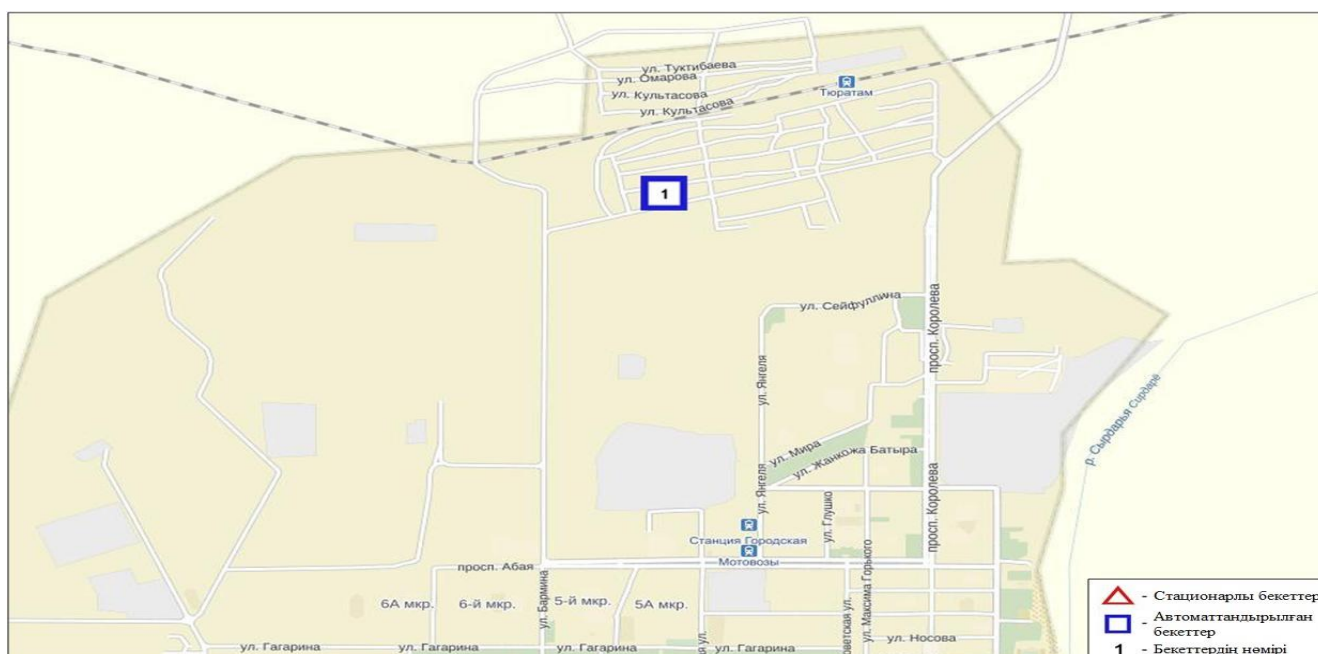 ул. Туктибаева
ул. Омарова
ул. Культасова
ул. Культасова
Тюратам
1
ул. Сейфуллина
просп. Королева
ул. Янгеля
р. Сырдарья Сирдарё
ул. Мира
ул. Жанкожа Батыра
ул. Янгеля
ул. Глушко
просп. Королева
Станция Городская
Мотовозы
просп. Абая
ул. Бармина
6А мкр.
6-й мкр.
5-й мкр.
5А мкр.
ул. Максима Горького
ул. Носова
ул. Гагарина
ул. Гагарина
ул. Гагарина
ул. Гагарина
- Стационарлы бекеттер
- Автоматтандырылған
бекеттер
1 - Бекеттердің нөмірі